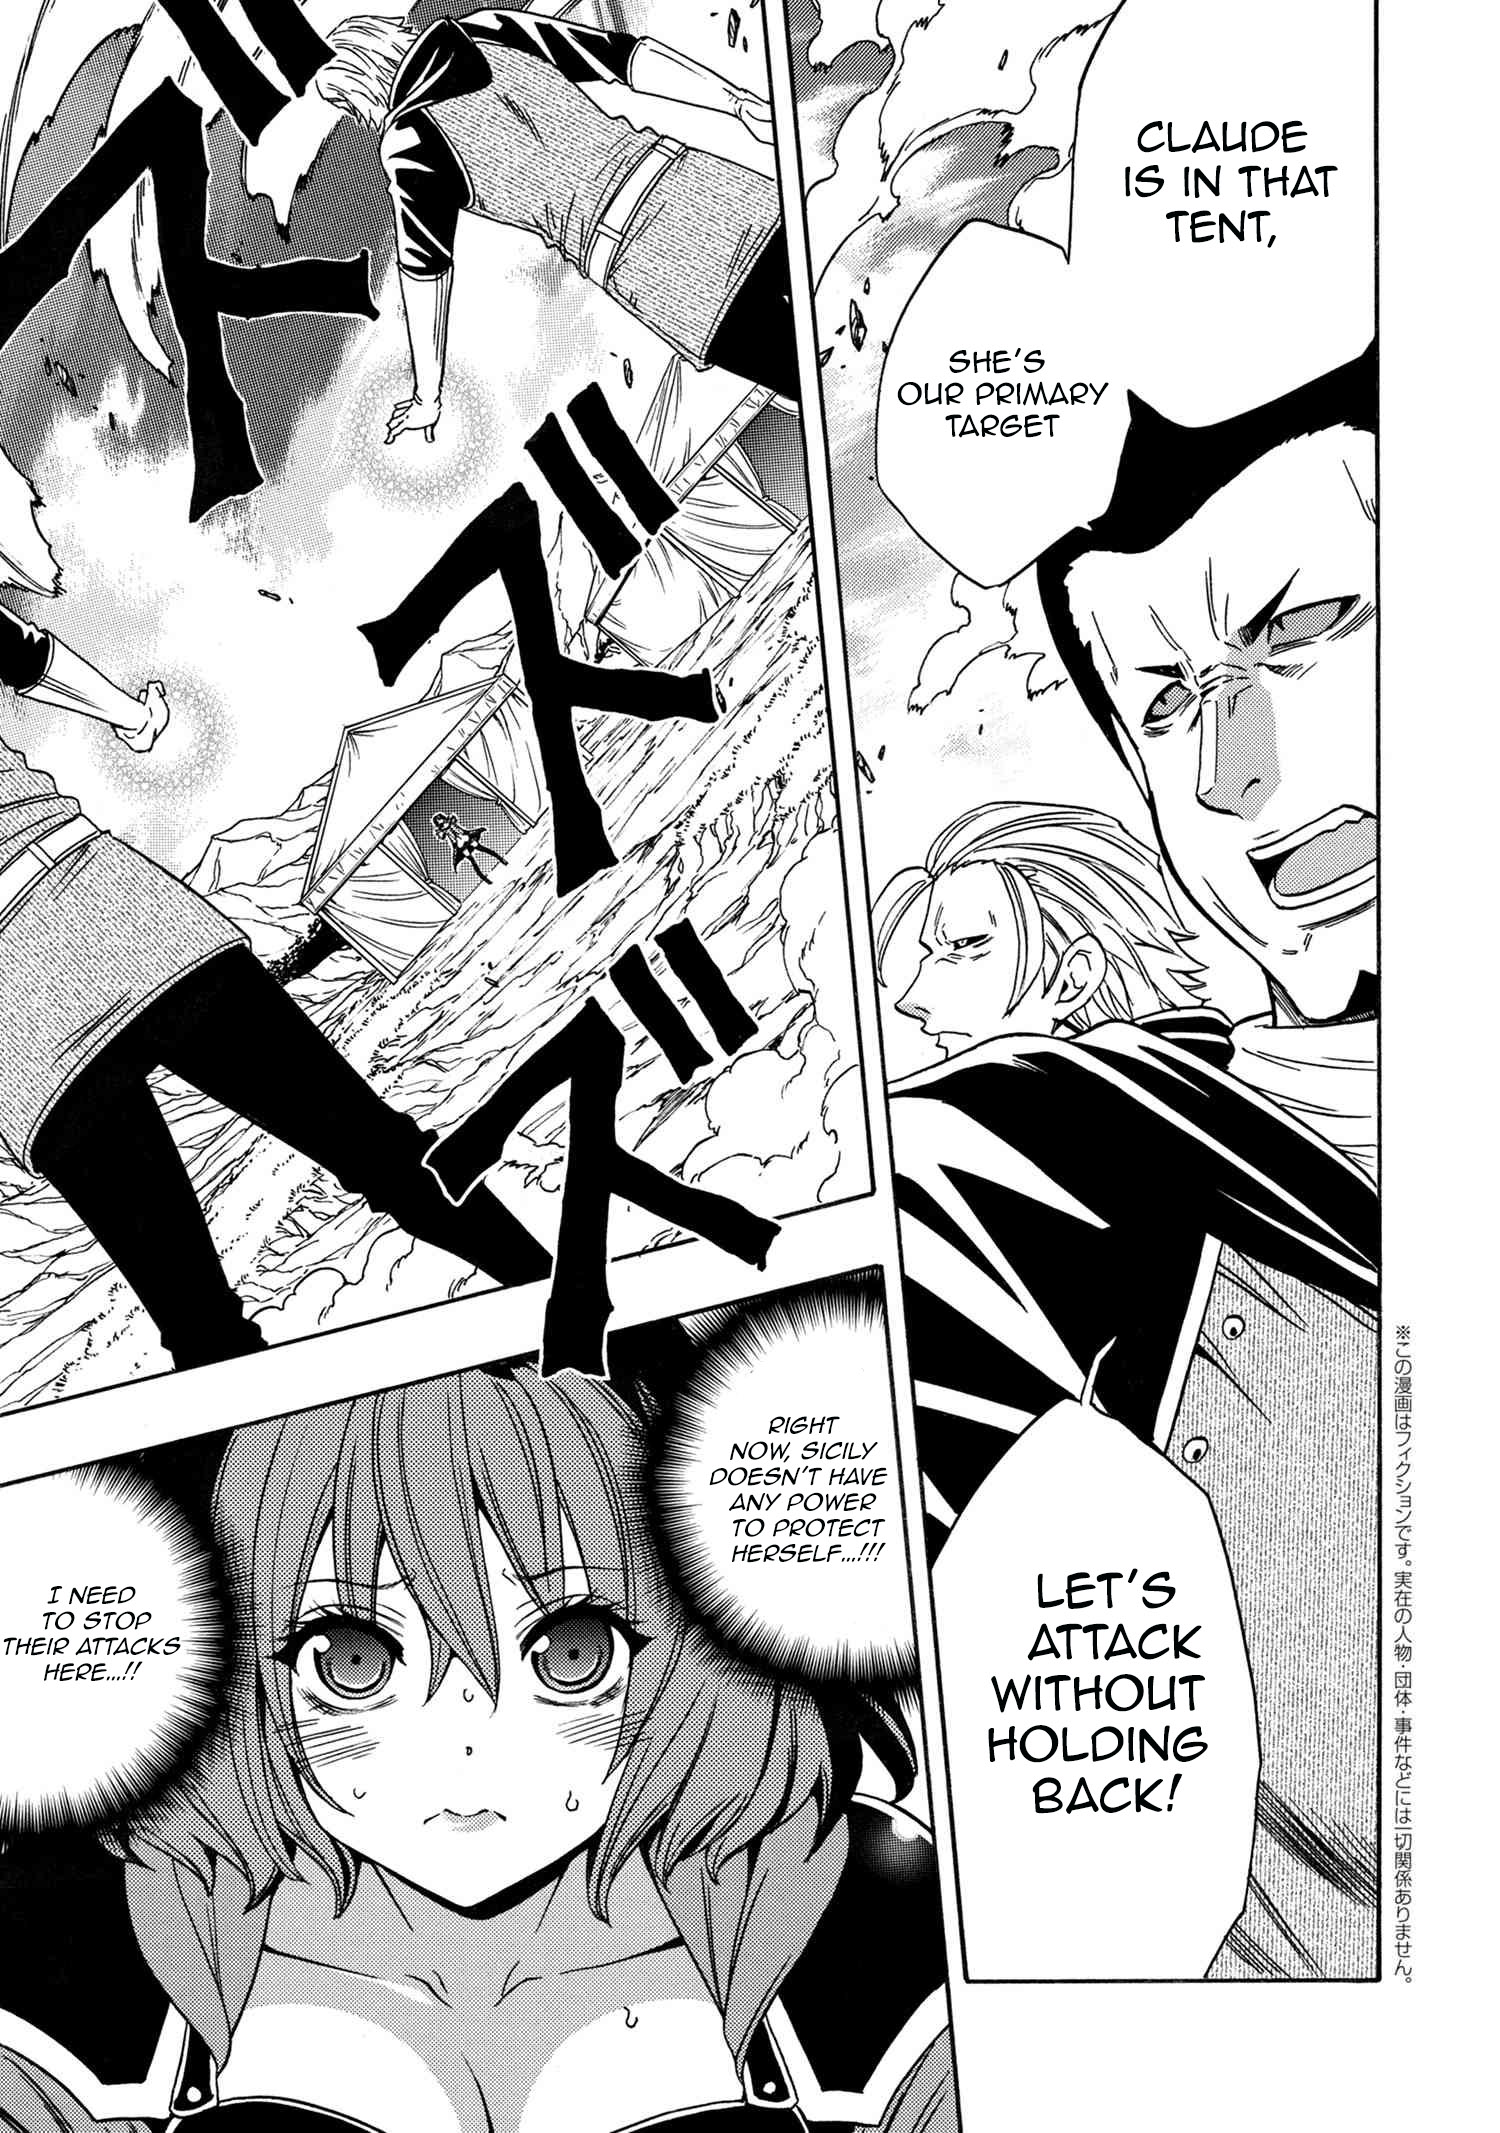 CLAUDE
IS IN THAT
TENT,
SHE'S
OUR PRIMARY
TARGET
LET'S
ATTACK
WITHOUT
HOLDING
BACK!
ズズズ
RIGHT
NOW, SICILY
DOESN'T HAVE
ANY POWER
TO PROTECT
HERSELF...!!!
I NEED
TO STOP
THEIR ATTACKS
HERE...!!
※この漫画はフィクションです。実在の人物・団体・事件などには一切関係ありません。